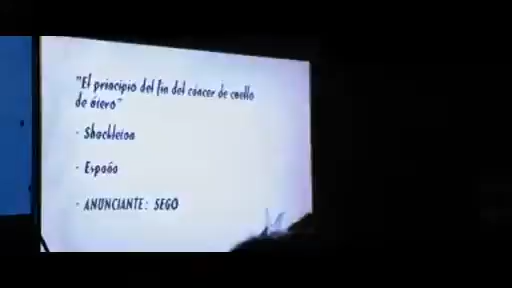 "El principio del fin del cáncer de cuello
de útero"
- Shackleton
- España
- ANUNCIANTE: SEGO